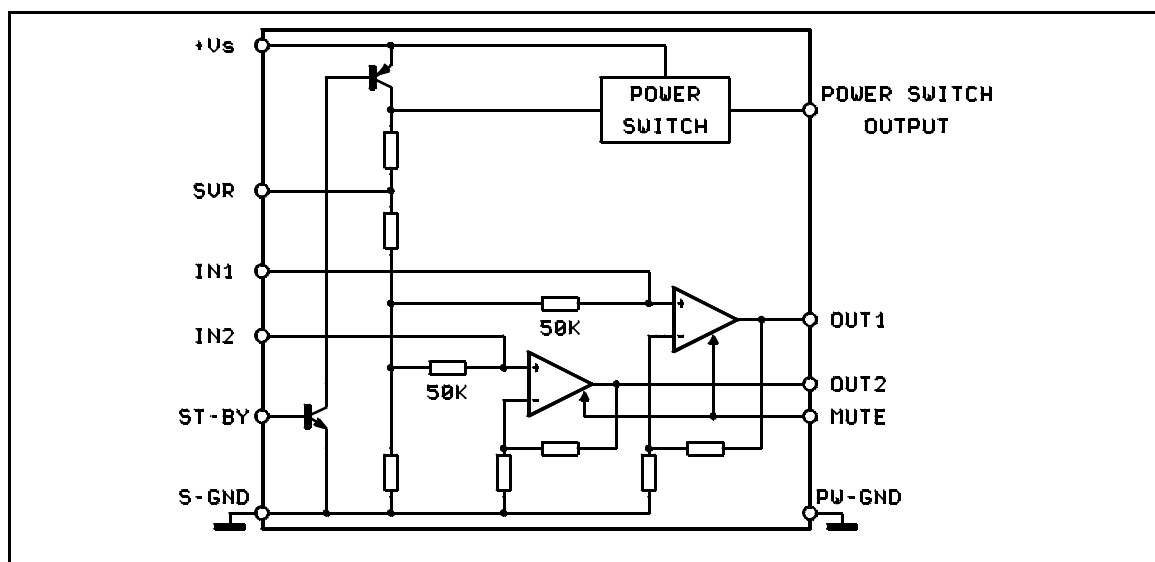 +Vs
POWER
SWITCH
POWER SWITCH
OUTPUT
SVR
IN1
+
-
50K
OUT1
IN2
+
-
50K
OUT2
ST-BY
MUTE
S-GND
PW-GND